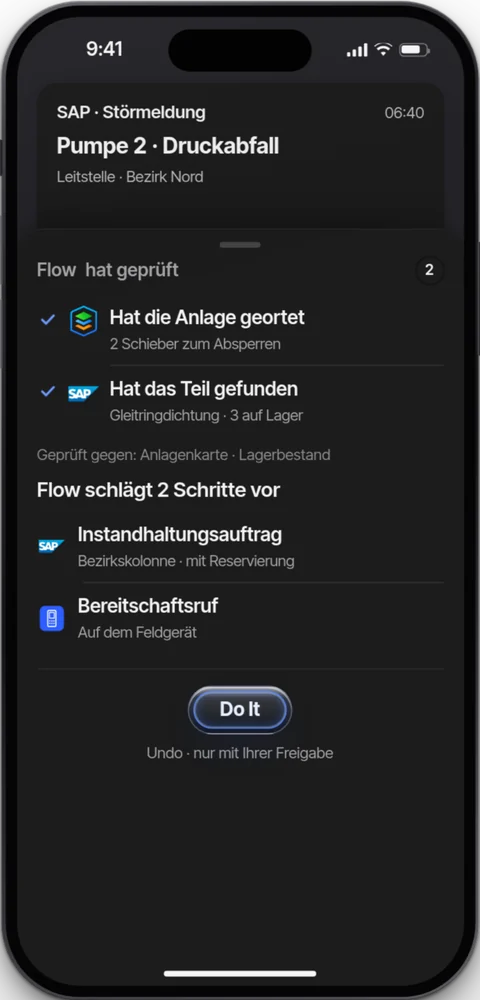 9:41
SAP · Störmeldung 06:40
Pumpe 2 · Druckabfall
Leitstelle · Bezirk Nord
Flow hat geprüft 2
Hat die Anlage geortet
2 Schieber zum Absperren
SAP Hat das Teil gefunden
Gleitringdichtung · 3 auf Lager
Geprüft gegen: Anlagenkarte · Lagerbestand
Flow schlägt 2 Schritte vor
SAP Instandhaltungsauftrag
Bezirkskolonne · mit Reservierung
Bereitschaftsruf
Auf dem Feldgerät
Do It
Undo · nur mit Ihrer Freigabe